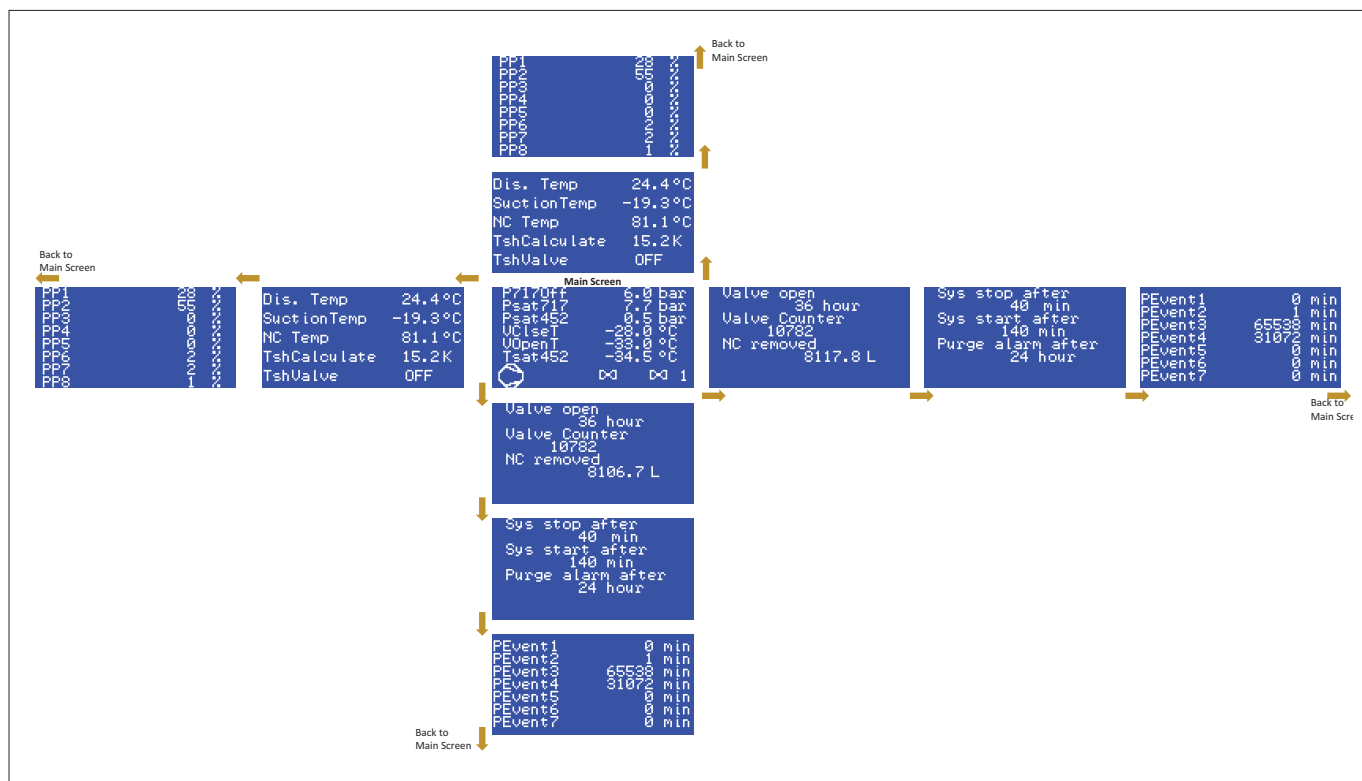 Back to
Main Screen
PP1 28 %
PP2 55 %
PP3 0 %
PP4 0 %
PP5 0 %
PP6 2 %
PP7 2 %
PP8 1 %
Dis. Temp 24.4°C
SuctionTemp -19.3°C
NC Temp 81.1°C
TshCalculate 15.2K
TshValve OFF
Back to
Main Screen
PP1 28 %
PP2 55 %
PP3 0 %
PP4 0 %
PP5 0 %
PP6 2 %
PP7 2 %
PP8 1 %
Dis. Temp 24.4°C
SuctionTemp -19.3°C
NC Temp 81.1°C
TshCalculate 15.2K
TshValve OFF
Main Screen
P717Off 6.0 bar
Psat717 7.7 bar
Psat452 0.5 bar
VClseT -28.0 °C
VOpenT -33.0 °C
Tsat452 -34.5 °C
1
Valve open
36 hour
Valve Counter
10782
NC removed
8117.8 L
Sys stop after
40 min
Sys start after
140 min
Purge alarm after
24 hour
PEvent1 0 min
PEvent2 1 min
PEvent3 65538 min
PEvent4 31072 min
PEvent5 0 min
PEvent6 0 min
PEvent7 0 min
Back to
Main Scre
Valve open
36 hour
Valve Counter
10782
NC removed
8106.7 L
Sys stop after
40 min
Sys start after
140 min
Purge alarm after
24 hour
PEvent1 0 min
PEvent2 1 min
PEvent3 65538 min
PEvent4 31072 min
PEvent5 0 min
PEvent6 0 min
PEvent7 0 min
Back to
Main Screen